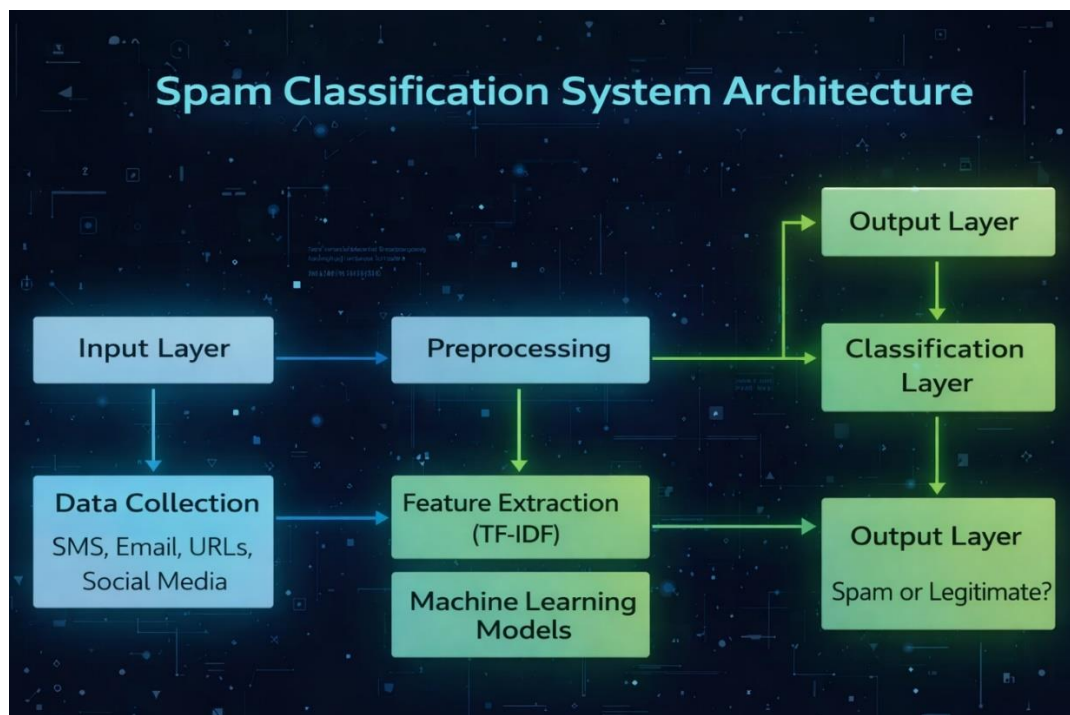 Spam Classification System Architecture
Output Layer
Input Layer
Preprocessing
Classification
Layer
Data Collection
SMS, Email, URLs,
Social Media
Feature Extraction
(TF-IDF)
Machine Learning
Models
Output Layer
Spam or Legitimate?